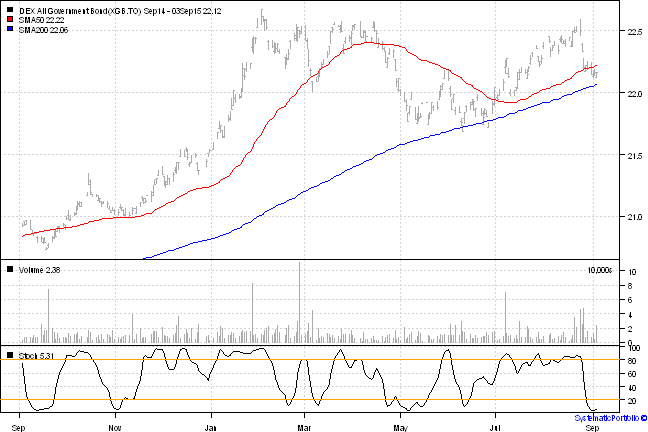 DEX All Government Bond(XGB.TO) Sep14 - 03Sep15 22.12
SMA50 22.22
SMA200 22.06
22.5
22.0
21.5
21.0
Volume 2.38
10,000s
10
8
6
4
2
0
Stoch 5.31
100
80
60
40
20
Sep
Nov
Jan
Mar
May
Jul
Sep
SystematicPortfolio ©